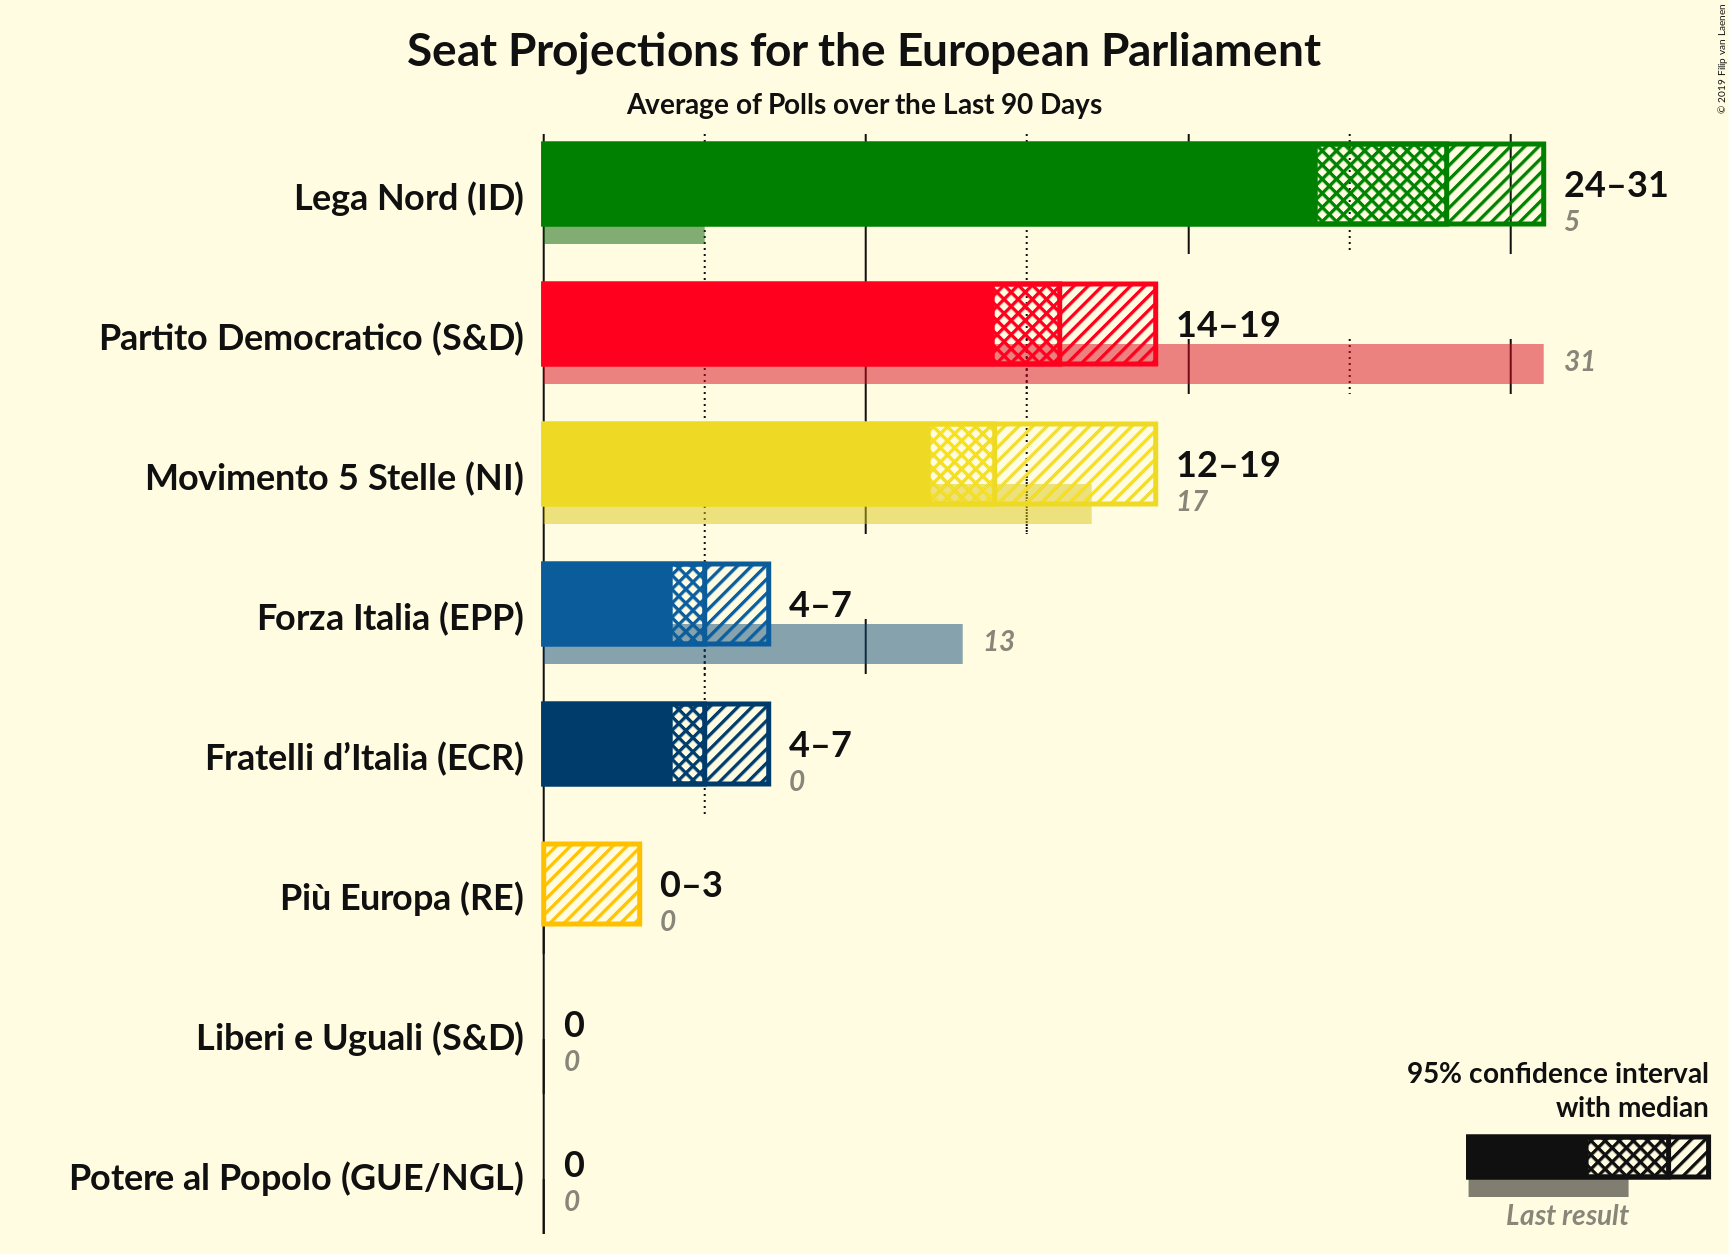 Seat Projections for the European Parliament
Average of Polls over the Last 90 Days
© 2019 Filip van Laenen
Lega Nord (ID)
24–31
5
Partito Democratico (S&D)
14–19
31
Movimento 5 Stelle (NI)
12–19
17
Forza Italia (EPP)
4–7
13
Fratelli d’Italia (ECR)
4–7
0
Più Europa (RE)
0–3
0
Liberi e Uguali (S&D)
0
0
Potere al Popolo (GUE/NGL)
0
0
95% confidence interval
with median
Last result